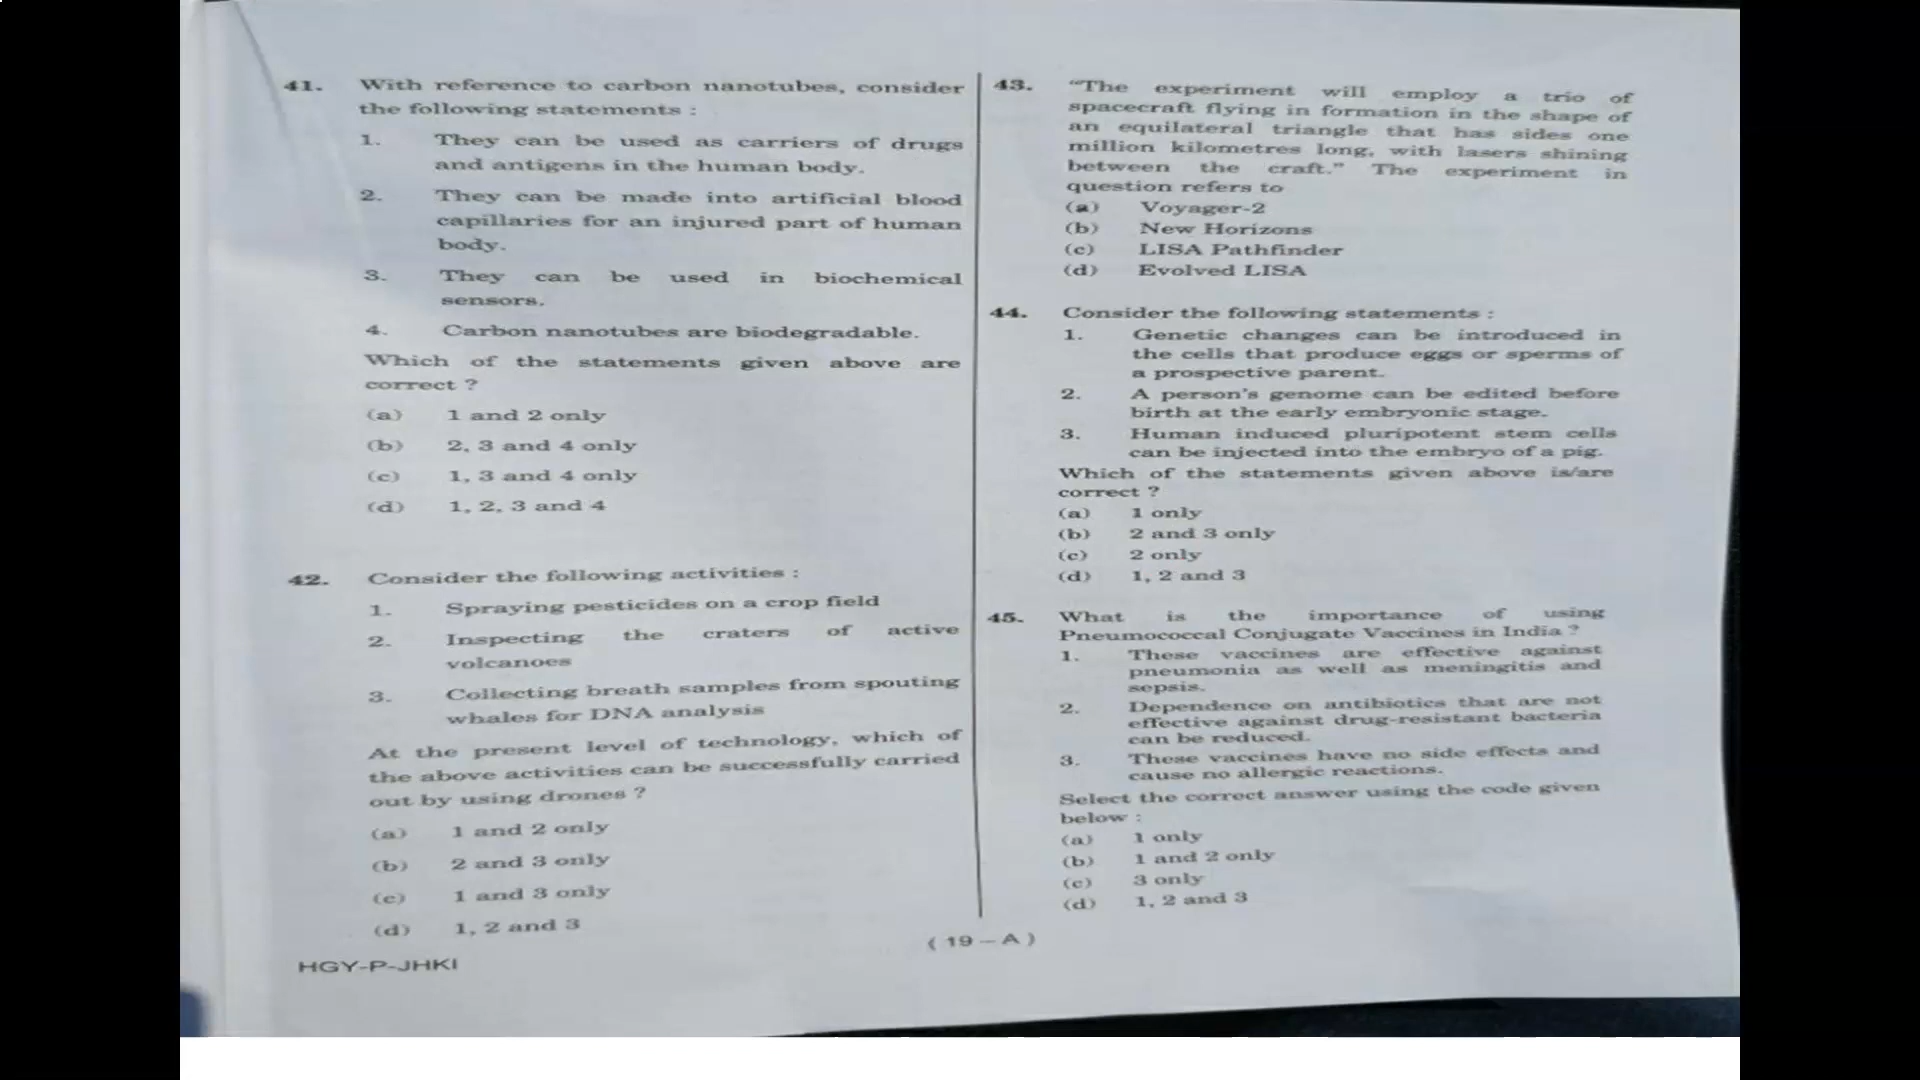 41. With reference to carbon nanotubes, consider
the following statements :
1. They can be used as carriers of drugs
and antigens in the human body.
2. They can be made into artificial blood
capillaries for an injured part of human
body.
3. They can be used in biochemical
sensors.
4. Carbon nanotubes are biodegradable.
Which of the statements given above are
correct ?
(a) 1 and 2 only
(b) 2, 3 and 4 only
(c) 1, 3 and 4 only
(d) 1, 2, 3 and 4
42. Consider the following activities :
1. Spraying pesticides on a crop field
2. Inspecting the craters of active
volcanoes
3. Collecting breath samples from spouting
whales for DNA analysis
At the present level of technology, which of
the above activities can be successfully carried
out by using drones ?
(a) 1 and 2 only
(b) 2 and 3 only
(c) 1 and 3 only
(d) 1, 2 and 3
43. “The experiment will employ a trio of
spacecraft flying in formation in the shape of
an equilateral triangle that has sides one
million kilometres long, with lasers shining
between the craft.” The experiment in
question refers to
(a) Voyager-2
(b) New Horizons
(c) LISA Pathfinder
(d) Evolved LISA
44. Consider the following statements :
1. Genetic changes can be introduced in
the cells that produce eggs or sperms of
a prospective parent.
2. A person's genome can be edited before
birth at the early embryonic stage.
3. Human induced pluripotent stem cells
can be injected into the embryo of a pig.
Which of the statements given above is/are
correct ?
(a) 1 only
(b) 2 and 3 only
(c) 2 only
(d) 1, 2 and 3
45. What is the importance of using
Pneumococcal Conjugate Vaccines in India ?
1. These vaccines are effective against
pneumonia as well as meningitis and
sepsis.
2. Dependence on antibiotics that are not
effective against drug-resistant bacteria
can be reduced.
3. These vaccines have no side effects and
cause no allergic reactions.
Select the correct answer using the code given
below :
(a) 1 only
(b) 1 and 2 only
(c) 3 only
(d) 1, 2 and 3
HGY-P-JHKI
( 19 – A )